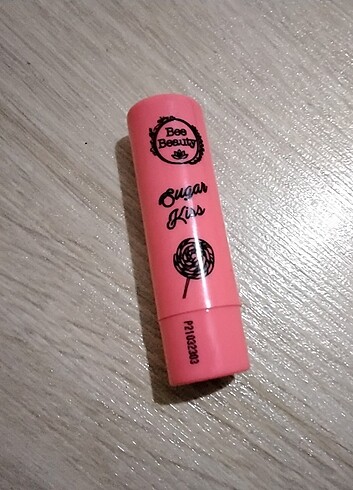 Bee
Beauty
Sugar
Kiss
P21032303